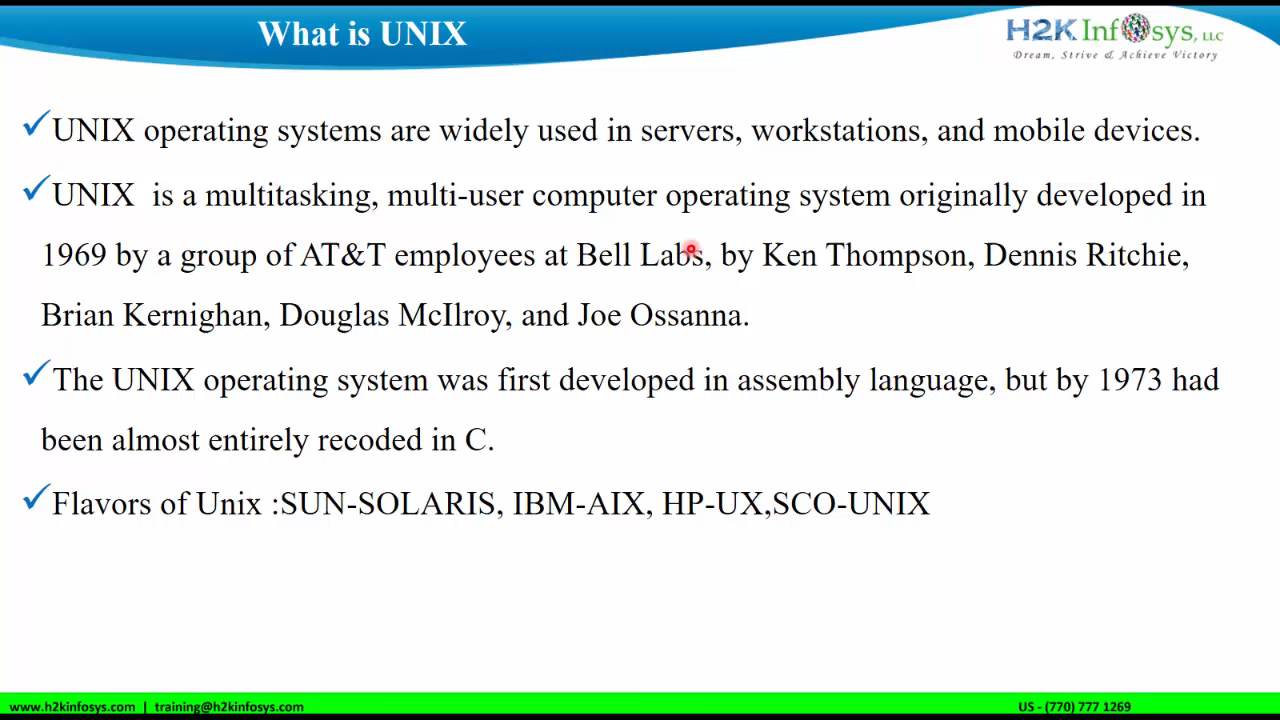 What is UNIX
H2K Infosys, LLC
Dream, Strive & Achieve Victory
UNIX operating systems are widely used in servers, workstations, and mobile devices.
UNIX is a multitasking, multi-user computer operating system originally developed in
1969 by a group of AT&T employees at Bell Labs, by Ken Thompson, Dennis Ritchie,
Brian Kernighan, Douglas McIlroy, and Joe Ossanna.
The UNIX operating system was first developed in assembly language, but by 1973 had
been almost entirely recoded in C.
Flavors of Unix :SUN-SOLARIS, IBM-AIX, HP-UX,SCO-UNIX
www.h2kinfosys.com | training@h2kinfosys.com US - (770) 777 1269